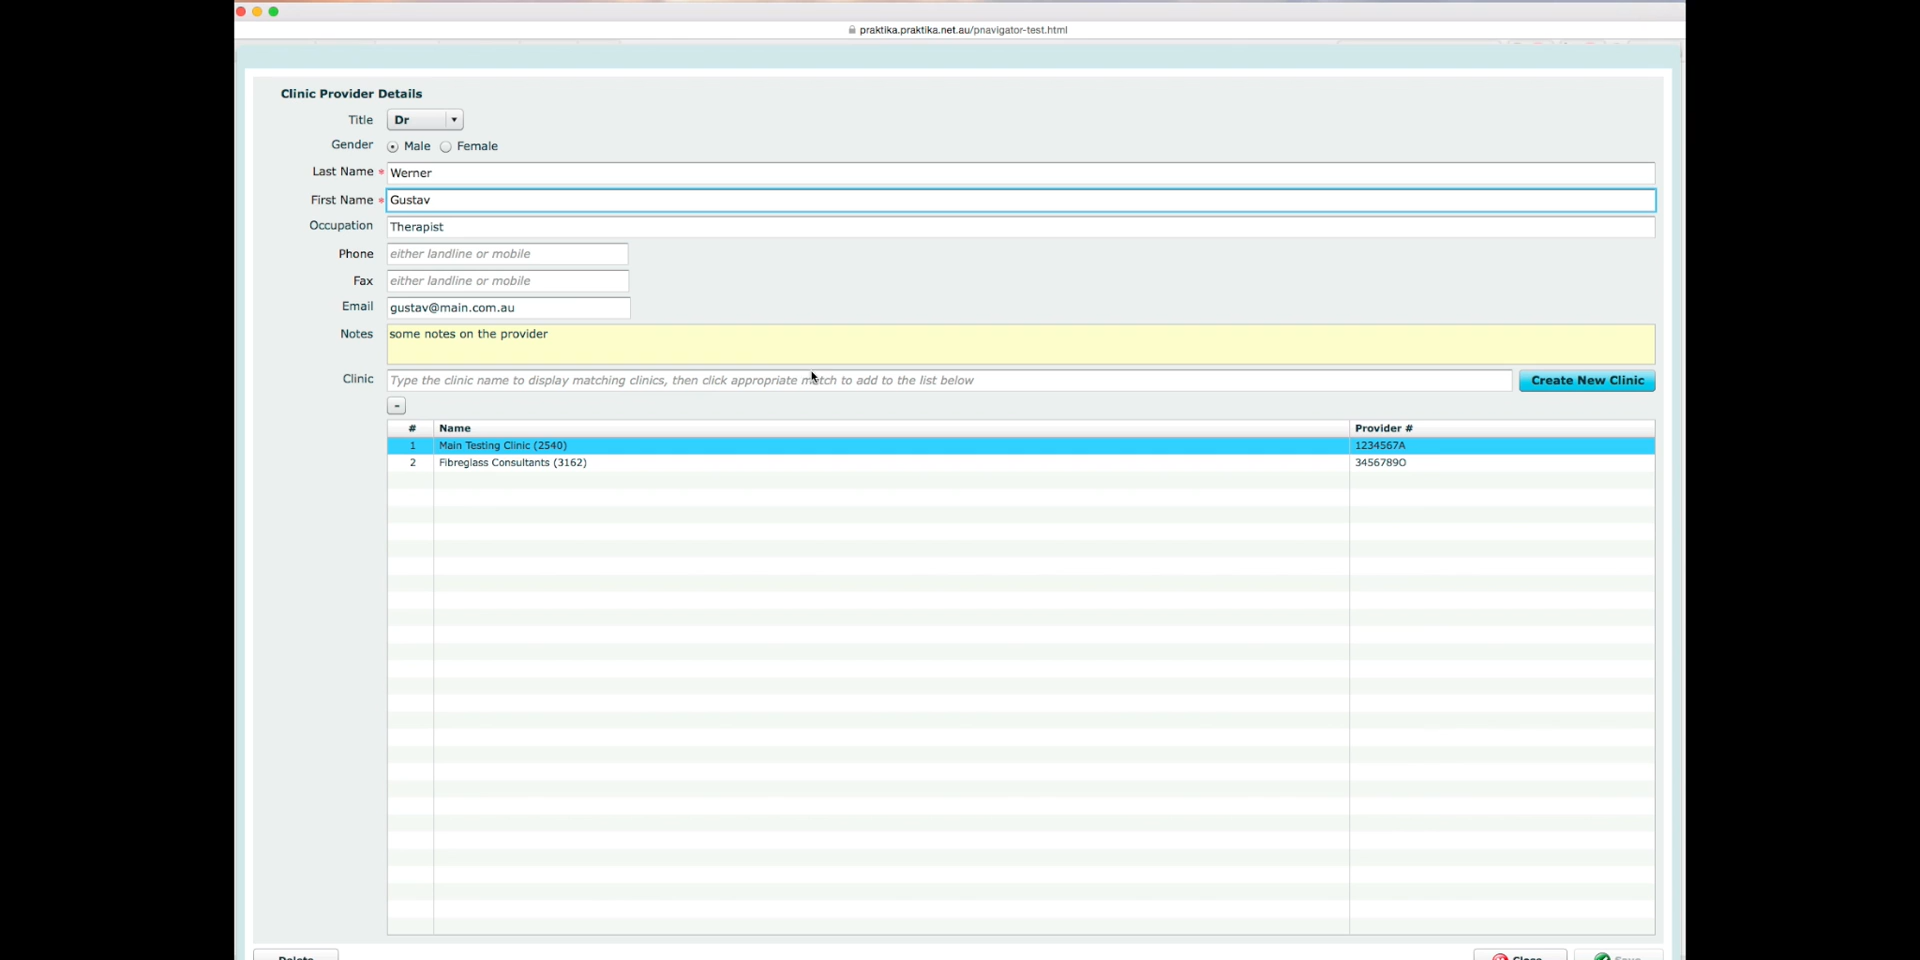 praktika.praktika.net.au/pnavigator-test.html
Clinic Provider Details
Title Dr
Gender Male Female
Last Name * Werner
First Name * Gustav
Occupation Therapist
Phone either landline or mobile
Fax either landline or mobile
Email gustav@main.com.au
Notes some notes on the provider
Clinic Type the clinic name to display matching clinics, then click appropriate match to add to the list below Create New Clinic
-
# Name Provider #
1 Main Testing Clinic (2540) 1234567A
2 Fibreglass Consultants (3162) 3456789O
Delete Close Save